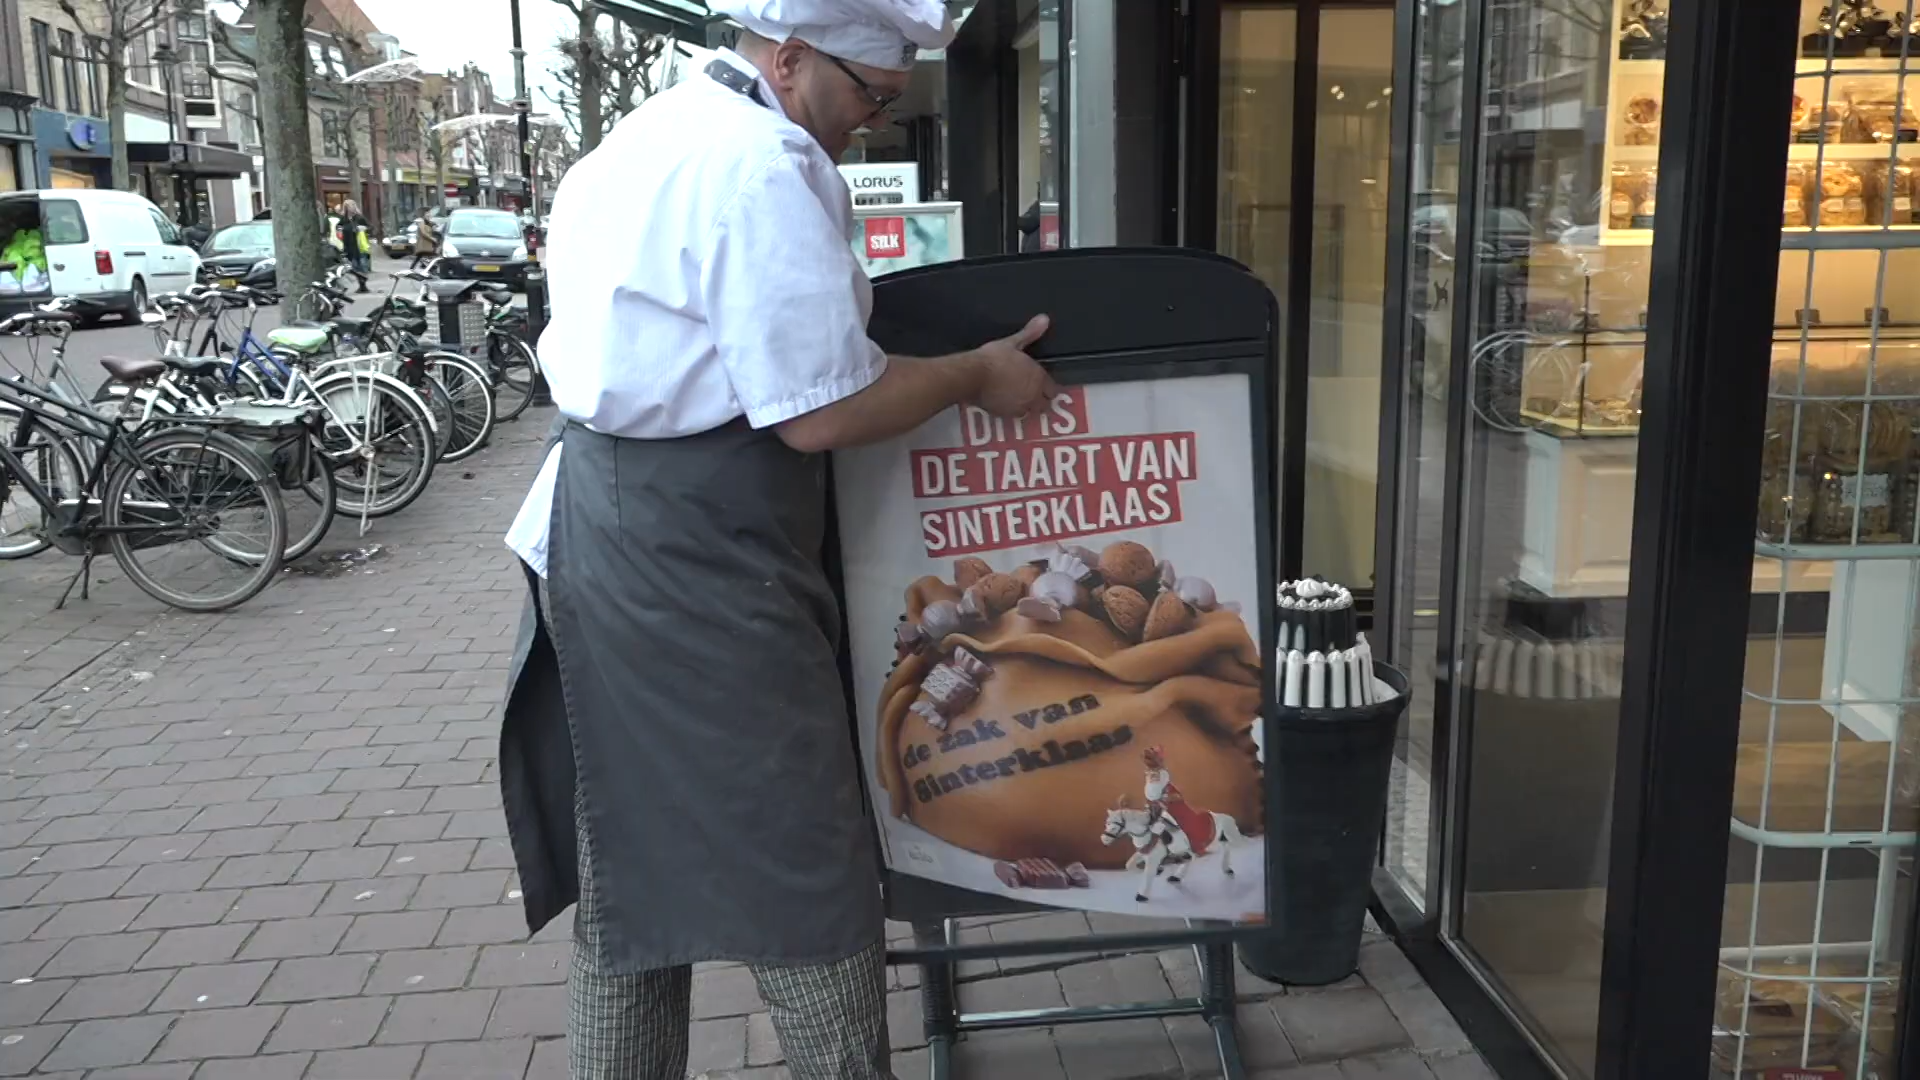 LORUS
SILK
DIT IS
DE TAART VAN
SINTERKLAAS
de zak van
Sinterklaas